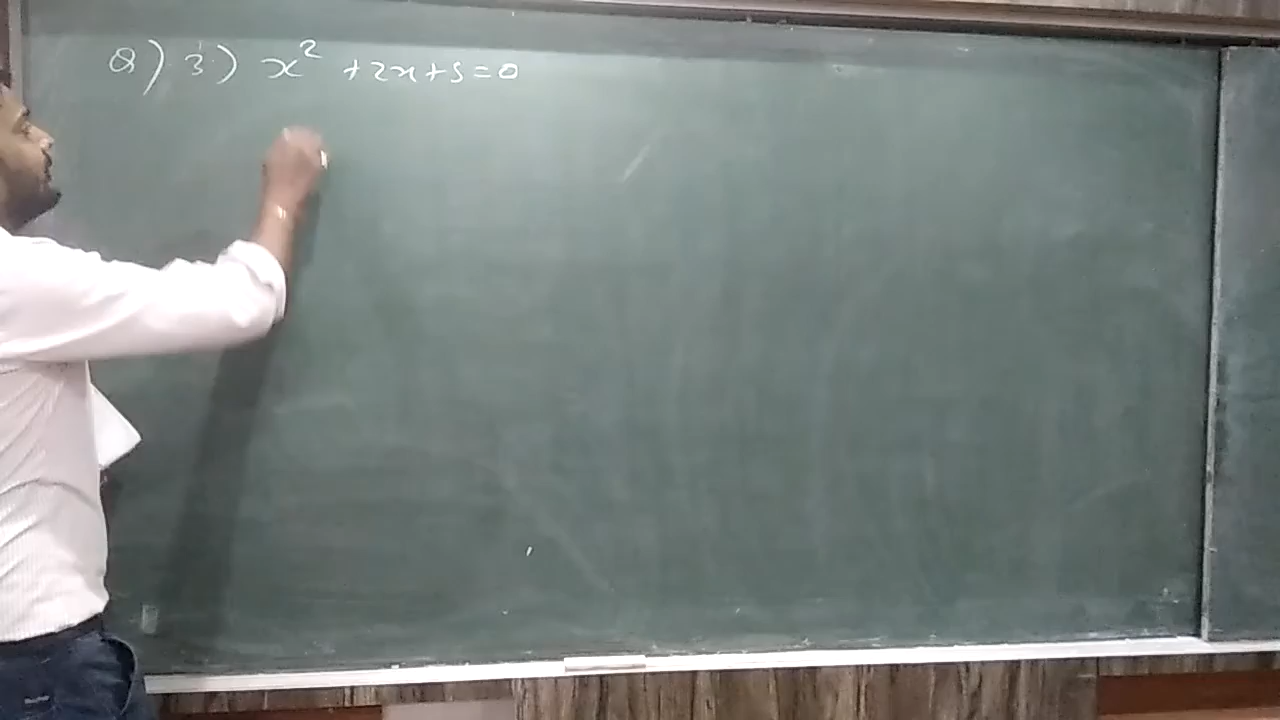 Q) 3) x² +2x+5=0